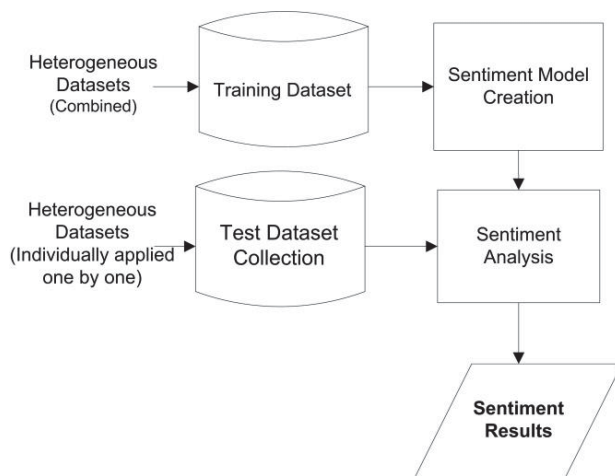 Heterogeneous
Datasets
(Combined)
Training Dataset
Sentiment Model
Creation
Heterogeneous
Datasets
(Individually applied
one by one)
Test Dataset
Collection
Sentiment
Analysis
Sentiment
Results